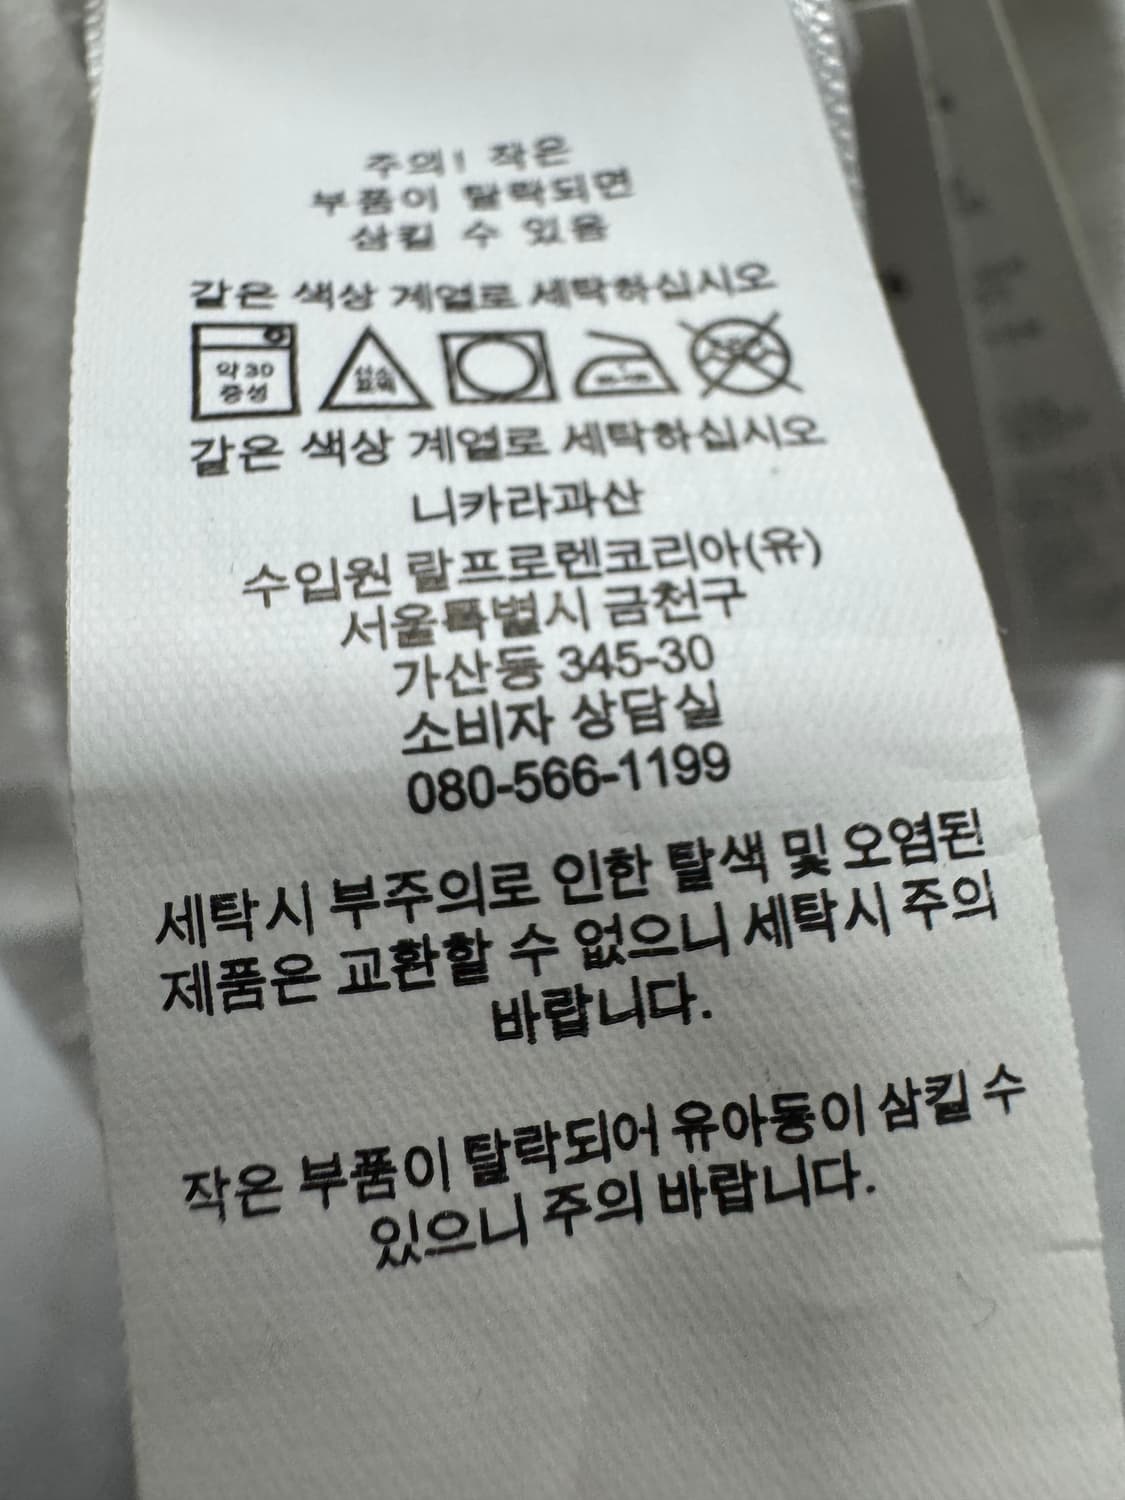 주의! 작은
부품이 탈락되면
삼킬 수 있음
같은 색상 계열로 세탁하십시오
약 30
중성
산소
표백
같은 색상 계열로 세탁하십시오
니카라과산
수입원 랄프로렌코리아(유)
서울특별시 금천구
가산동 345-30
소비자 상담실
080-566-1199
세탁시 부주의로 인한 탈색 및 오염된
제품은 교환할 수 없으니 세탁시 주의
바랍니다.
작은 부품이 탈락되어 유아동이 삼킬 수
있으니 주의 바랍니다.